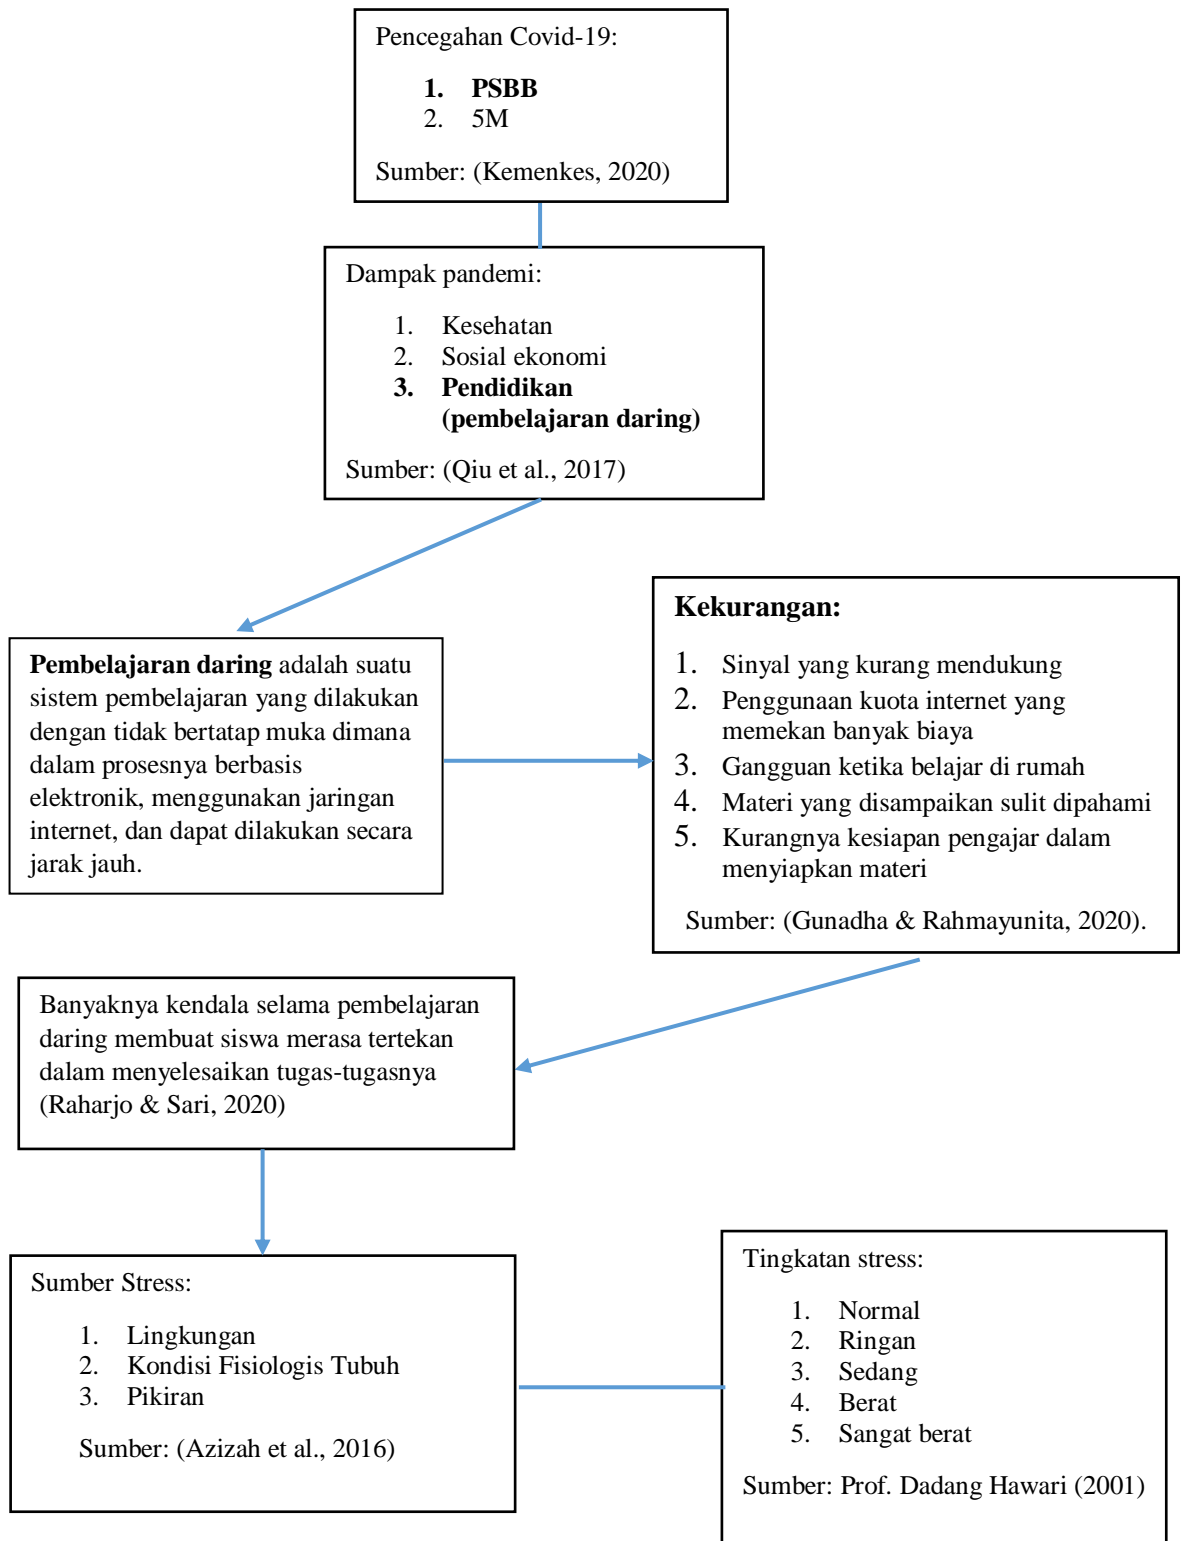 Pencegahan Covid-19:
1. PSBB
2. 5M
Sumber: (Kemenkes, 2020)
Dampak pandemi:
1. Kesehatan
2. Sosial ekonomi
3. Pendidikan
(pembelajaran daring)
Sumber: (Qiu et al., 2017)
Pembelajaran daring adalah suatu
sistem pembelajaran yang dilakukan
dengan tidak bertatap muka dimana
dalam prosesnya berbasis
elektronik, menggunakan jaringan
internet, dan dapat dilakukan secara
jarak jauh.
Kekurangan:
1. Sinyal yang kurang mendukung
2. Penggunaan kuota internet yang
memekan banyak biaya
3. Gangguan ketika belajar di rumah
4. Materi yang disampaikan sulit dipahami
5. Kurangnya kesiapan pengajar dalam
menyiapkan materi
Sumber: (Gunadha & Rahmayunita, 2020).
Banyaknya kendala selama pembelajaran
daring membuat siswa merasa tertekan
dalam menyelesaikan tugas-tugasnya
(Raharjo & Sari, 2020)
Sumber Stress:
1. Lingkungan
2. Kondisi Fisiologis Tubuh
3. Pikiran
Sumber: (Azizah et al., 2016)
Tingkatan stress:
1. Normal
2. Ringan
3. Sedang
4. Berat
5. Sangat berat
Sumber: Prof. Dadang Hawari (2001)